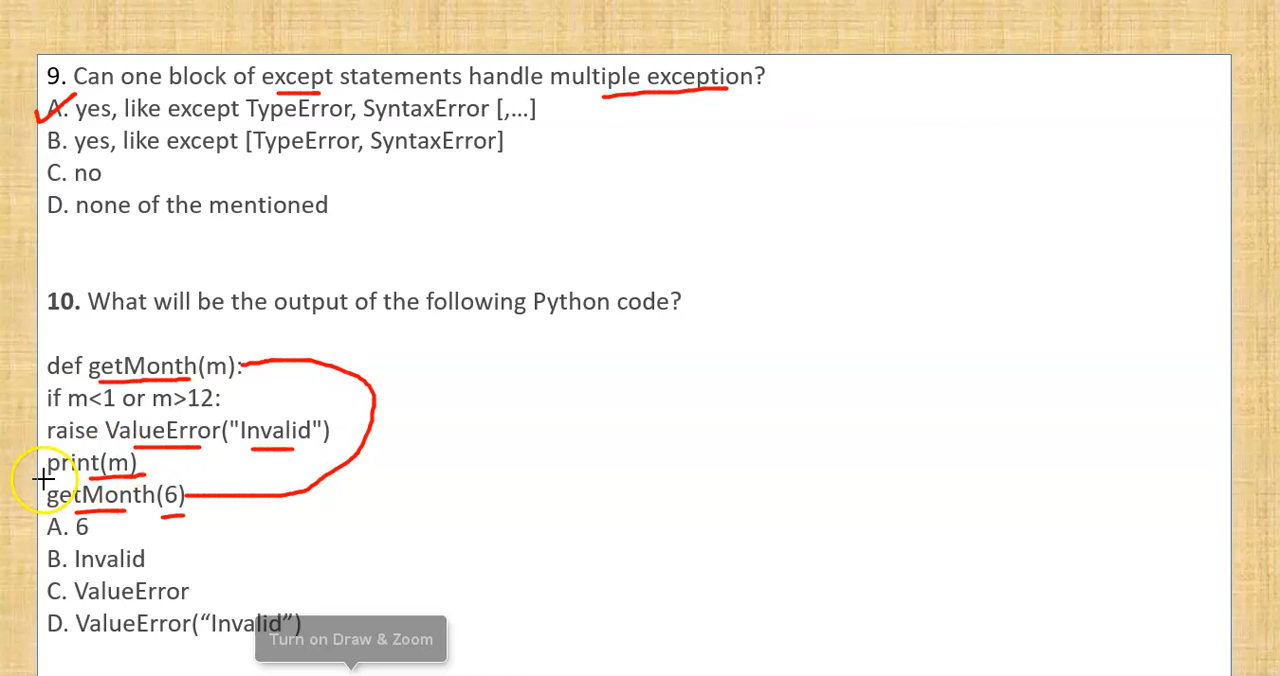 9. Can one block of except statements handle multiple exception?
A. yes, like except TypeError, SyntaxError [,...]
B. yes, like except [TypeError, SyntaxError]
C. no
D. none of the mentioned
10. What will be the output of the following Python code?
def getMonth(m):
if m<1 or m>12:
raise ValueError("Invalid")
print(m)
getMonth(6)
A. 6
B. Invalid
C. ValueError
D. ValueError(“Invalid”)
Turn on Draw & Zoom